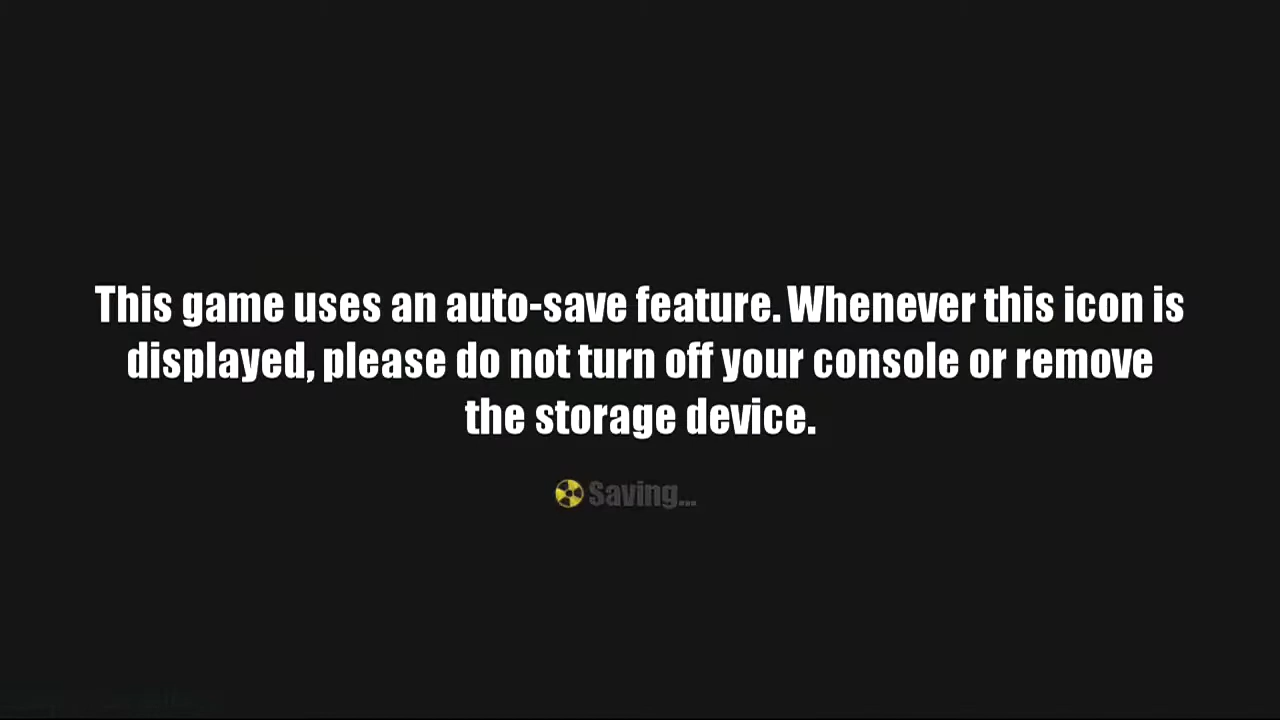 This game uses an auto-save feature. Whenever this icon is
displayed, please do not turn off your console or remove
the storage device.
Saving...